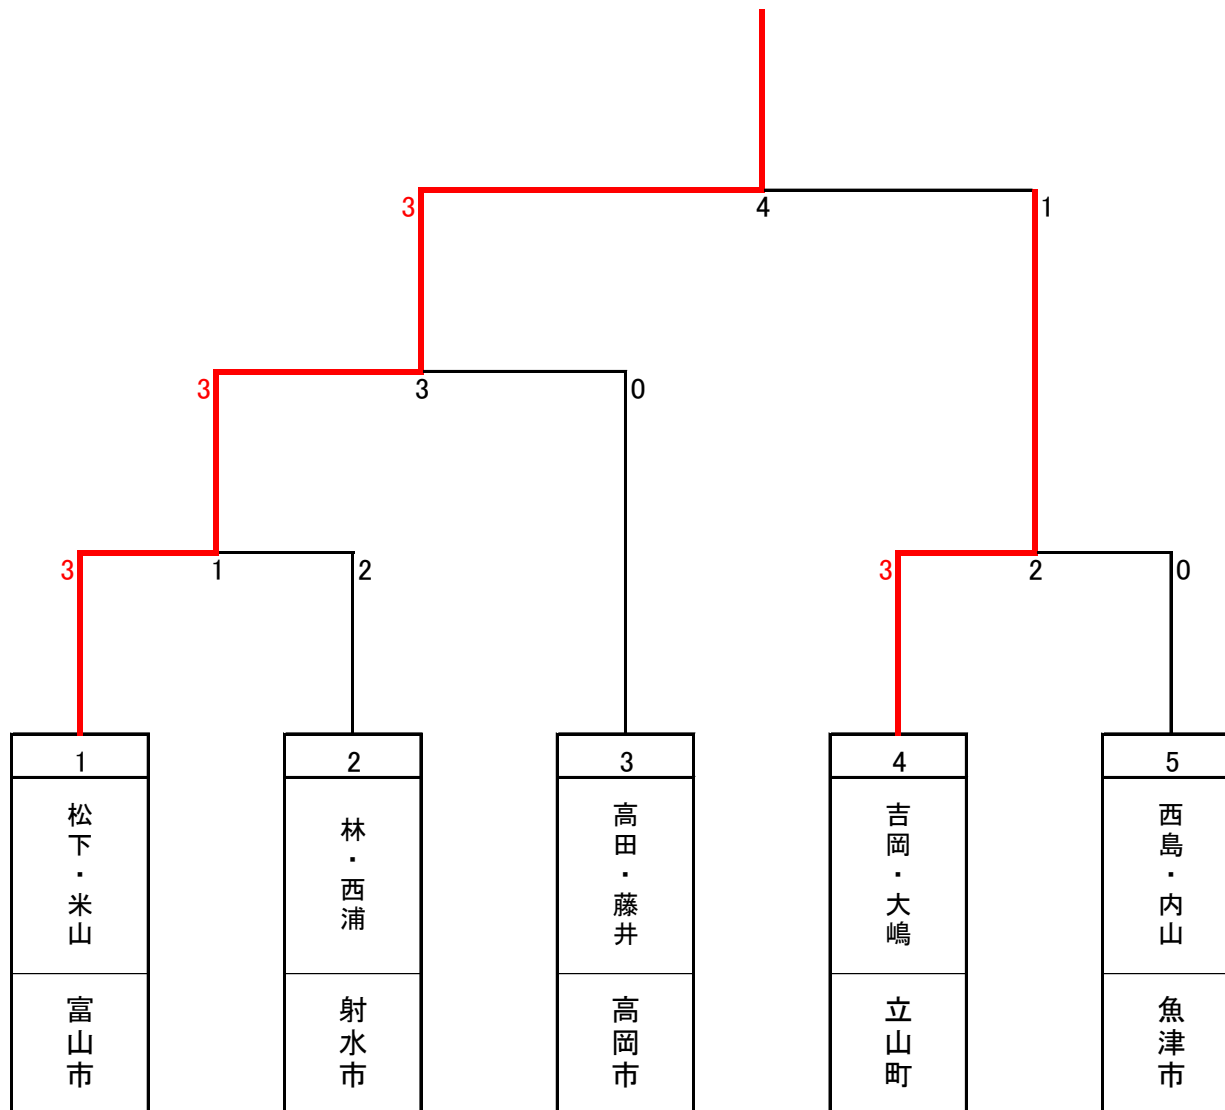 3 4 1
3 3 0
3 1 2 3 2 0
1 2 3 4 5
松下・米山
林・西浦
高田・藤井
吉岡・大嶋
西島・内山
富山市
射水市
高岡市
立山町
魚津市